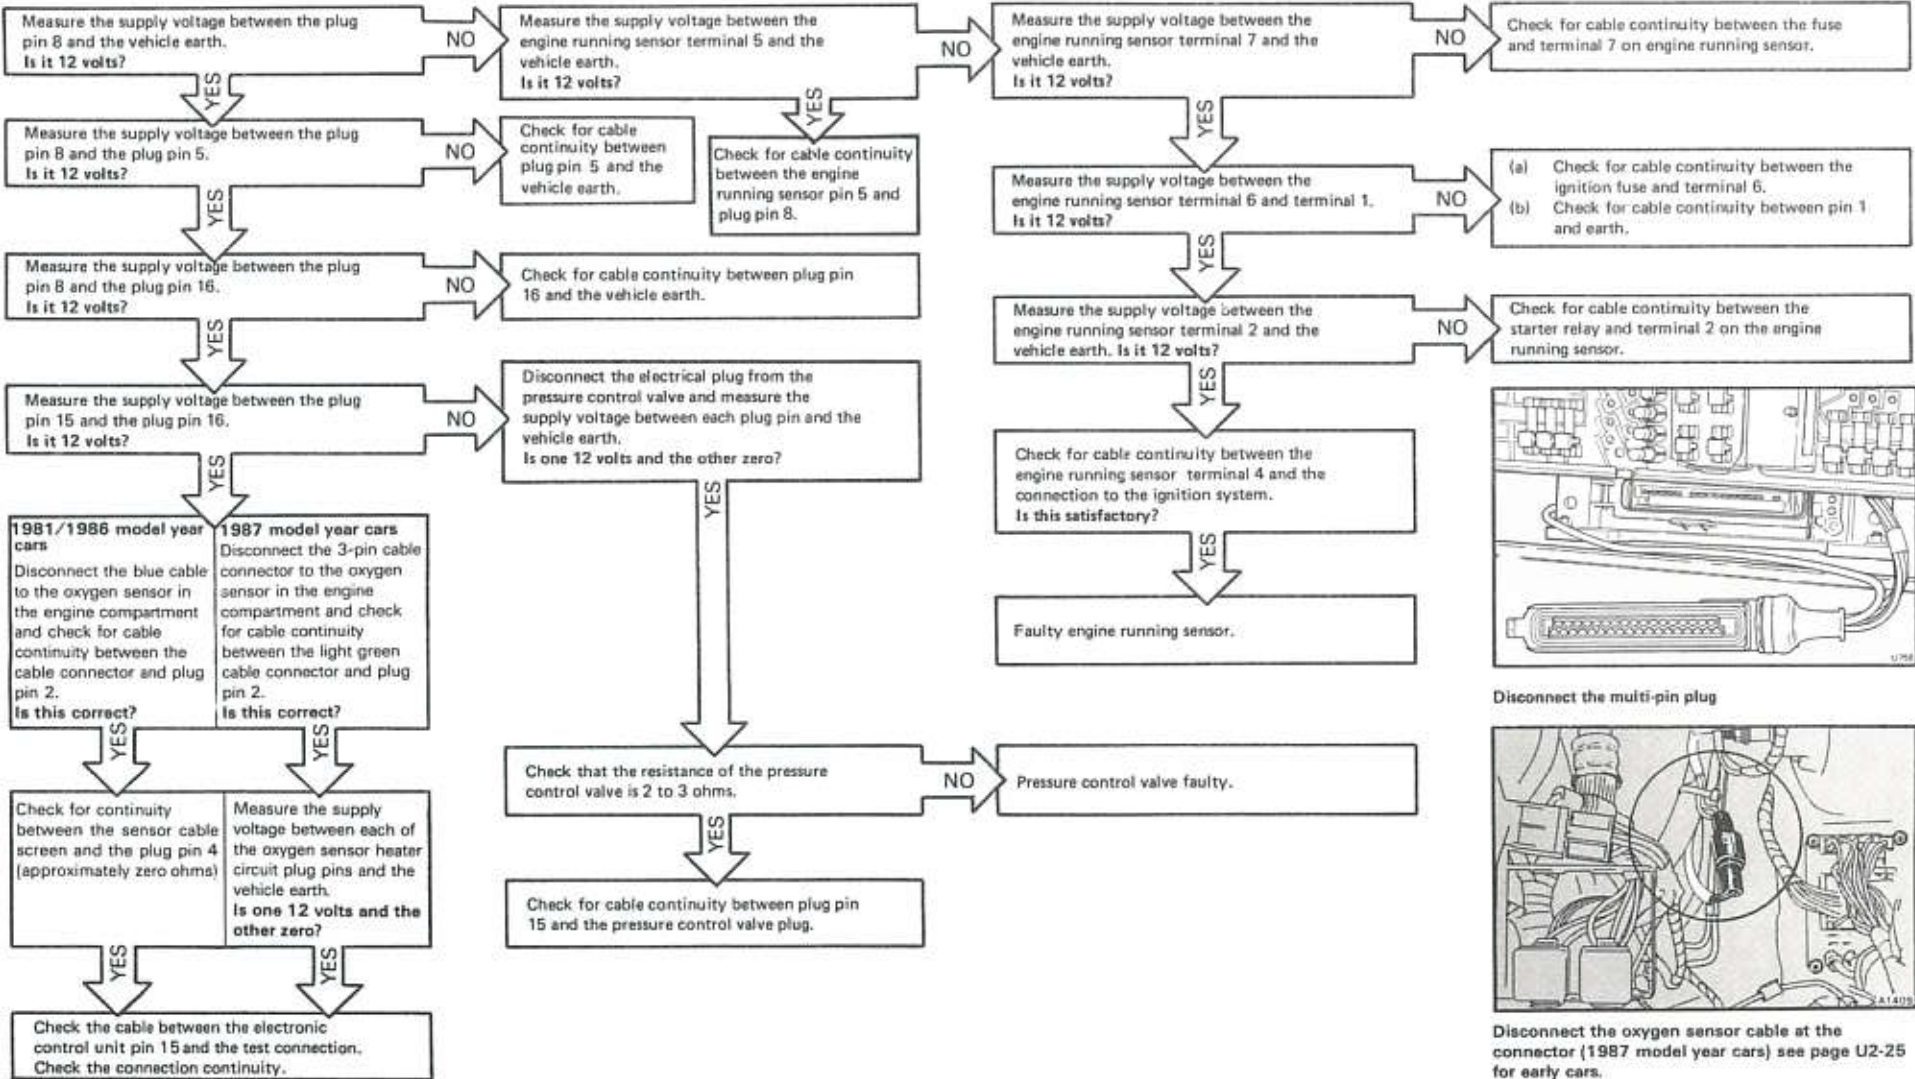 Measure the supply voltage between the plug
pin 8 and the vehicle earth.
Is it 12 volts?
NO
YES
Measure the supply voltage between the
engine running sensor terminal 5 and the
vehicle earth.
Is it 12 volts?
NO
YES
Measure the supply voltage between the
engine running sensor terminal 7 and the
vehicle earth.
Is it 12 volts?
NO
YES
Check for cable continuity between the fuse
and terminal 7 on engine running sensor.
Measure the supply voltage between the plug
pin 8 and the plug pin 5.
Is it 12 volts?
NO
YES
Check for cable
continuity between
plug pin 5 and the
vehicle earth.
Check for cable continuity
between the engine
running sensor pin 5 and
plug pin 8.
Measure the supply voltage between the
engine running sensor terminal 6 and terminal 1.
Is it 12 volts?
NO
YES
(a) Check for cable continuity between the
ignition fuse and terminal 6.
(b) Check for cable continuity between pin 1
and earth.
Measure the supply voltage between the plug
pin 8 and the plug pin 16.
Is it 12 volts?
NO
YES
Check for cable continuity between plug pin
16 and the vehicle earth.
Measure the supply voltage between the
engine running sensor terminal 2 and the
vehicle earth. Is it 12 volts?
NO
YES
Check for cable continuity between the
starter relay and terminal 2 on the engine
running sensor.
Measure the supply voltage between the plug
pin 15 and the plug pin 16.
Is it 12 volts?
NO
YES
Disconnect the electrical plug from the
pressure control valve and measure the
supply voltage between each plug pin and the
vehicle earth.
Is one 12 volts and the other zero?
YES
Check for cable continuity between the
engine running sensor terminal 4 and the
connection to the ignition system.
Is this satisfactory?
YES
Faulty engine running sensor.
1981/1986 model year
cars
Disconnect the blue cable
to the oxygen sensor in
the engine compartment
and check for cable
continuity between the
cable connector and plug
pin 2.
Is this correct?
YES
1987 model year cars
Disconnect the 3-pin cable
connector to the oxygen
sensor in the engine
compartment and check
for cable continuity
between the light green
cable connector and plug
pin 2.
Is this correct?
YES
Check that the resistance of the pressure
control valve is 2 to 3 ohms.
NO
YES
Pressure control valve faulty.
Check for cable continuity between plug pin
15 and the pressure control valve plug.
Check for continuity
between the sensor cable
screen and the plug pin 4
(approximately zero ohms)
YES
Measure the supply
voltage between each of
the oxygen sensor heater
circuit plug pins and the
vehicle earth.
Is one 12 volts and the
other zero?
YES
Check the cable between the electronic
control unit pin 15 and the test connection.
Check the connection continuity.
Disconnect the multi-pin plug
A1409
Disconnect the oxygen sensor cable at the
connector (1987 model year cars) see page U2-25
for early cars.